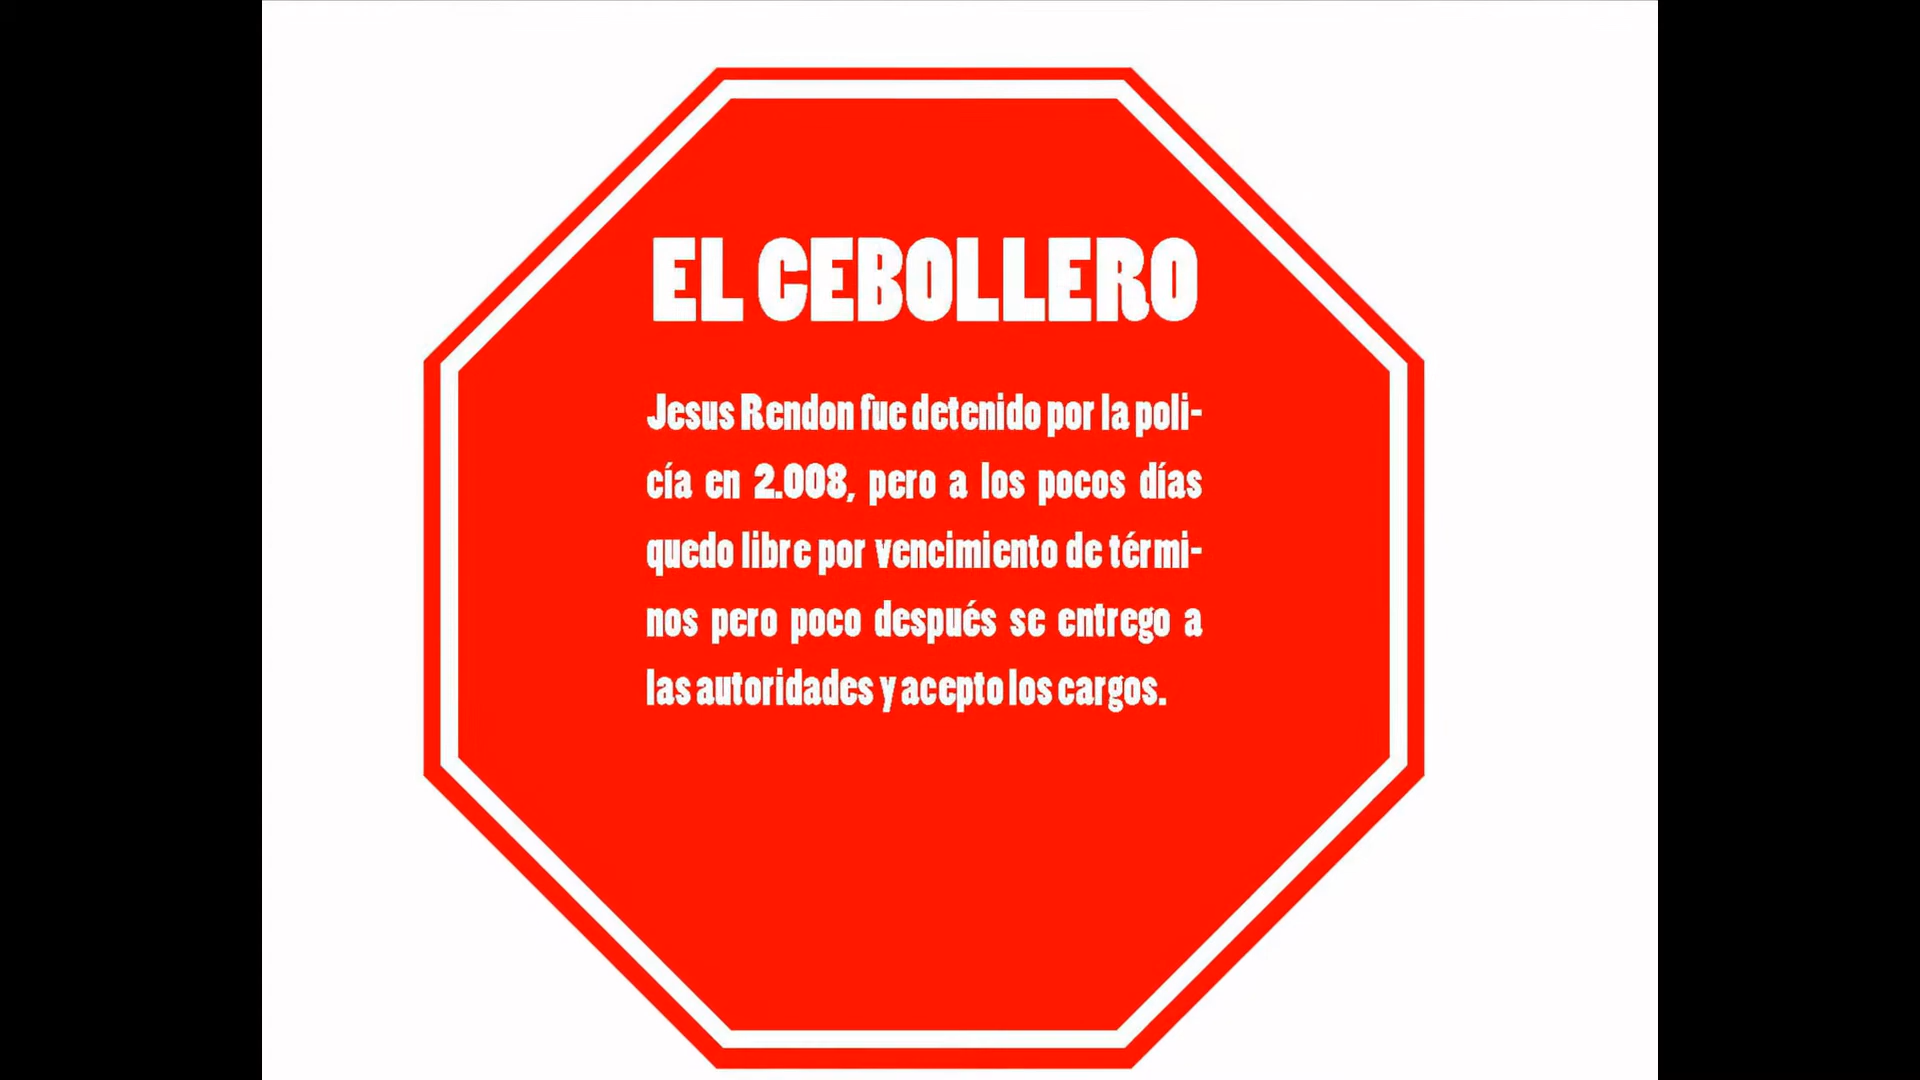 EL CEBOLLERO
Jesus Rendon fue detenido por la poli-
cía en 2.008, pero a los pocos días
quedo libre por vencimiento de térmi-
nos pero poco después se entrego a
las autoridades y acepto los cargos.